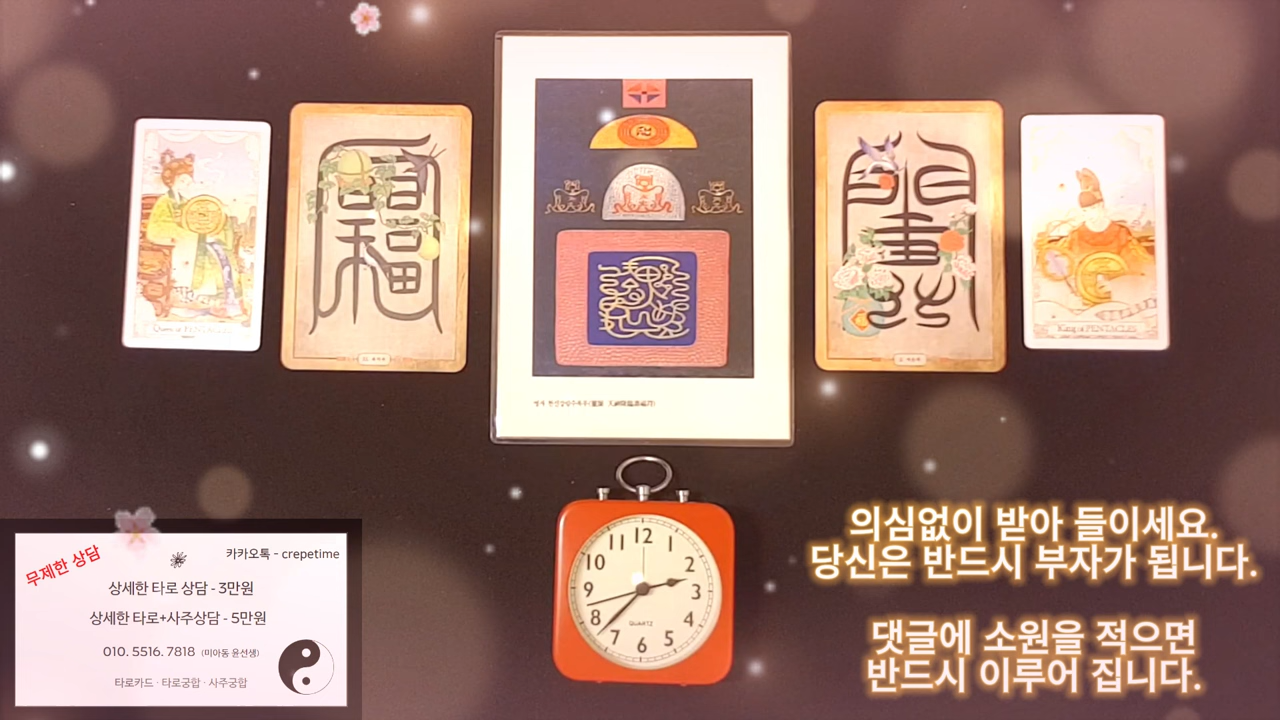 Queen of PENTACLES
King of PENTACLES
12
11
1
10
2
9
3
8
4
7
5
6
QUARTZ
무제한 상담
카카오톡 - crepetime
상세한 타로 상담 - 3만원
상세한 타로+사주상담 - 5만원
010. 5516. 7818 (미아동 윤선생)
타로카드 · 타로궁합 · 사주궁합
의심없이 받아 들이세요.
당신은 반드시 부자가 됩니다.
댓글에 소원을 적으면
반드시 이루어 집니다.